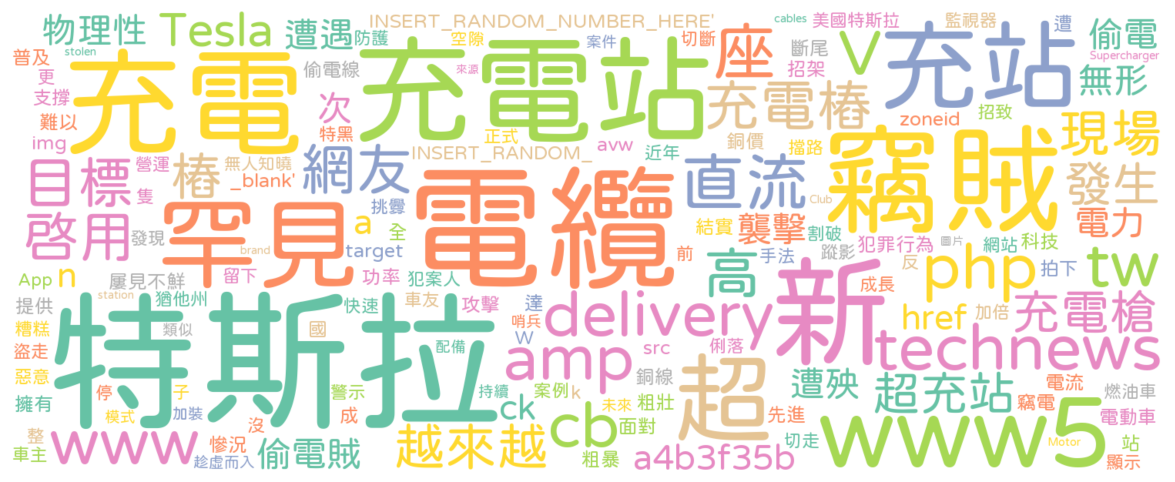 物理性 Tesla 遭遇 防護 INSERT_RANDOM_NUMBER_HERE' 美國特斯拉 監視器 遭 偷電
stolen 空隙 cables 案件 切斷 座 斷尾 V 充站 Supercharger
普及 充電 偷電線 來源 充電站 招架 無形
更 支撐 次 充電樁 招致
難以 特黑 正式 銅價 zoneid 現場
img avw 擋路 竊賊
目標 營運 樁 無人知曉 網友 INSERT_RANDOM_ 近年 直流 發生
_blank' 隻 電纜 挑釁 Club
啓用 罕見 a 全 結實 襲擊 割破 電力
發現 brand target 前 手法 蹤影 犯罪行為 圖片 網站 科技
App n 屢見不鮮 留下 功率 犯案人 高 新 成長 反 php 拍下 tw
提供 station 猶他州 快速 車友 攻擊 達 delivery href 加倍 充電槍
糟糕 特斯拉 類似 國 配備 哨兵 W amp src 俐落 technews
盜走 銅線 超 遭殃 超充站 電流 燃油車
惡意 停 子 警示 持續 案例 k 未來 粗壯 先進 竊電 電動車
擁有 模式 加裝 沒 成 ck cb 面對 www5
整 www 慘況 越來越 切走 Motor 站
車主 趁虛而入 偷電賊 粗暴 a4b3f35b 顯示